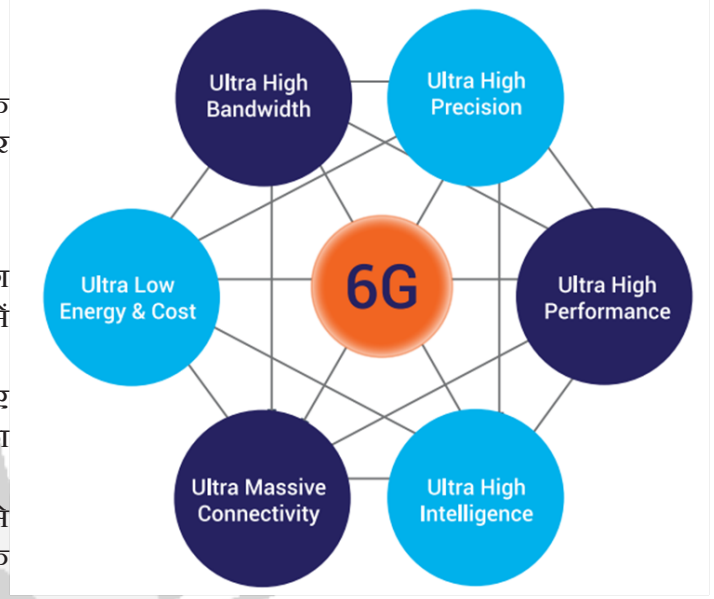 Ultra High
Bandwidth
Ultra High
Precision
Ultra Low
Energy & Cost
6G
Ultra High
Performance
Ultra Massive
Connectivity
Ultra High
Intelligence